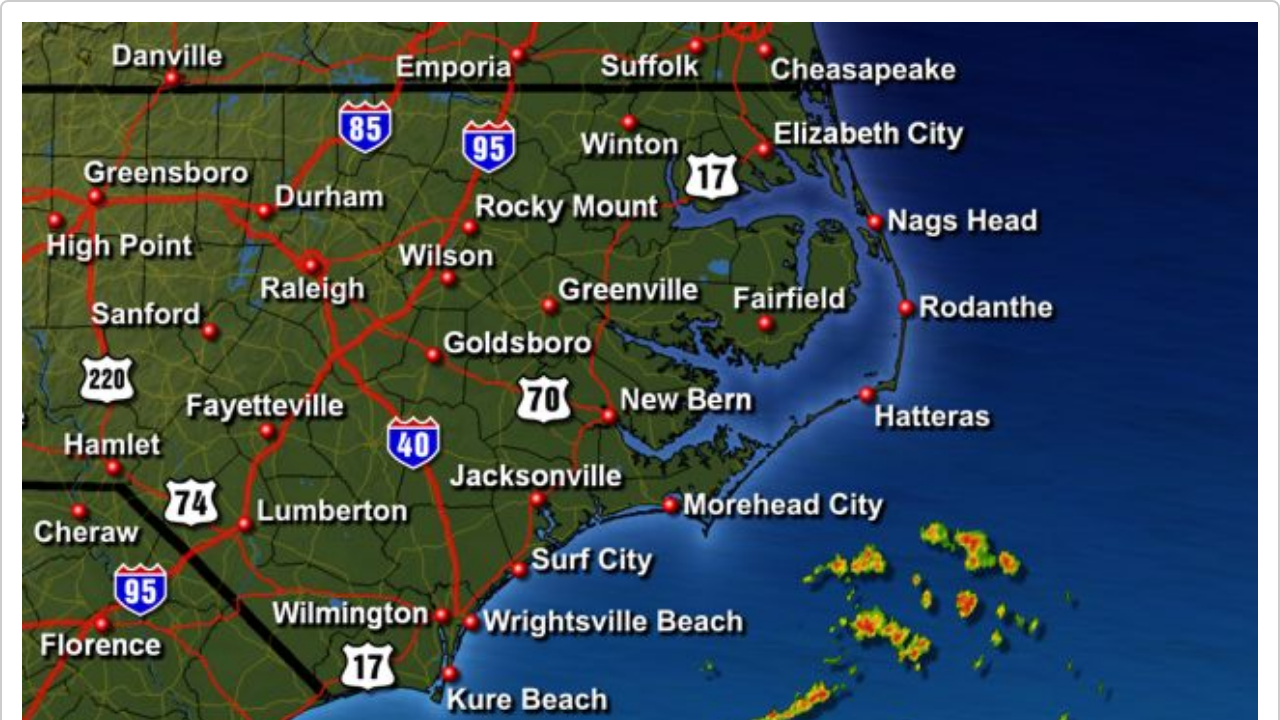 Danville
Emporia
Suffolk
Cheasapeake
85
95
Winton
Elizabeth City
17
Greensboro
Durham
Rocky Mount
Nags Head
High Point
Wilson
Raleigh
Greenville
Fairfield
Rodanthe
Sanford
Goldsboro
220
70
New Bern
Fayetteville
Hatteras
40
Hamlet
Jacksonville
74
Lumberton
Morehead City
Cheraw
Surf City
95
Wilmington
Wrightsville Beach
Florence
17
Kure Beach